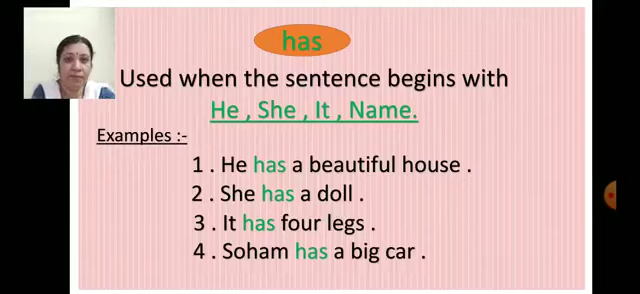 has
Used when the sentence begins with
He , She , It , Name.
Examples :-
1 . He has a beautiful house .
2 . She has a doll .
3 . It has four legs .
4 . Soham has a big car .